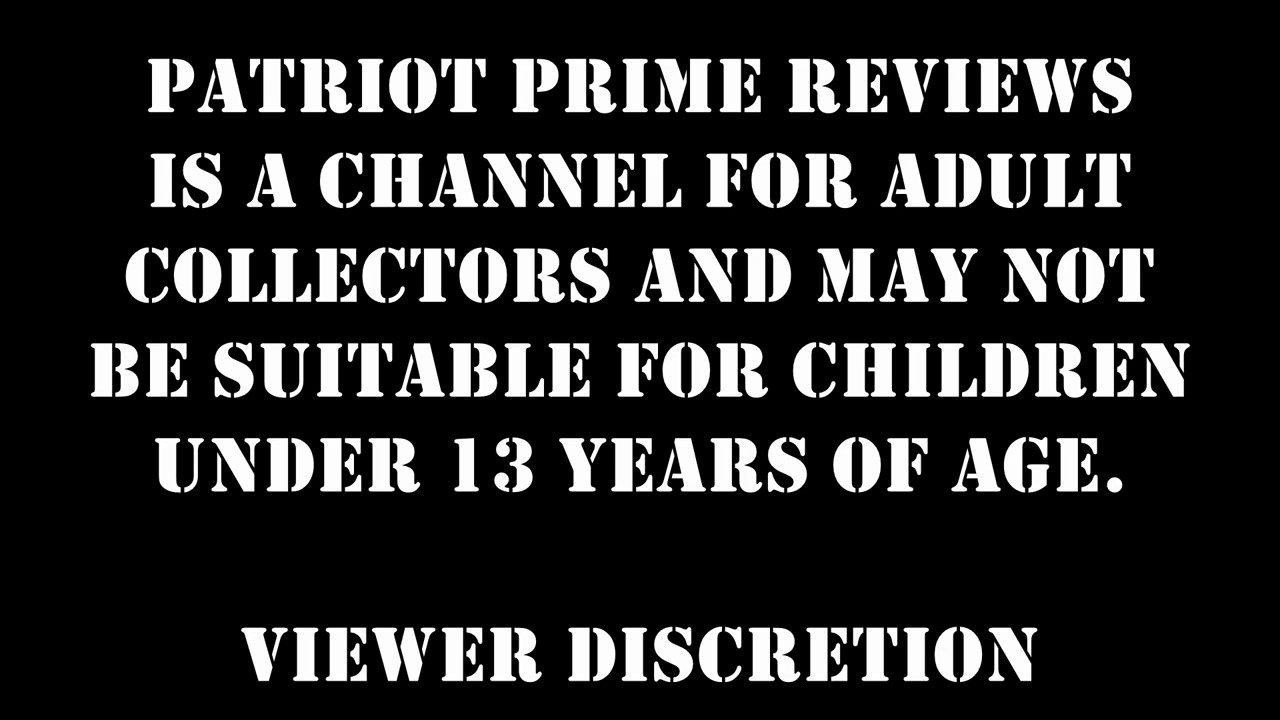 PATRIOT PRIME REVIEWS
IS A CHANNEL FOR ADULT
COLLECTORS AND MAY NOT
BE SUITABLE FOR CHILDREN
UNDER 13 YEARS OF AGE.
VIEWER DISCRETION